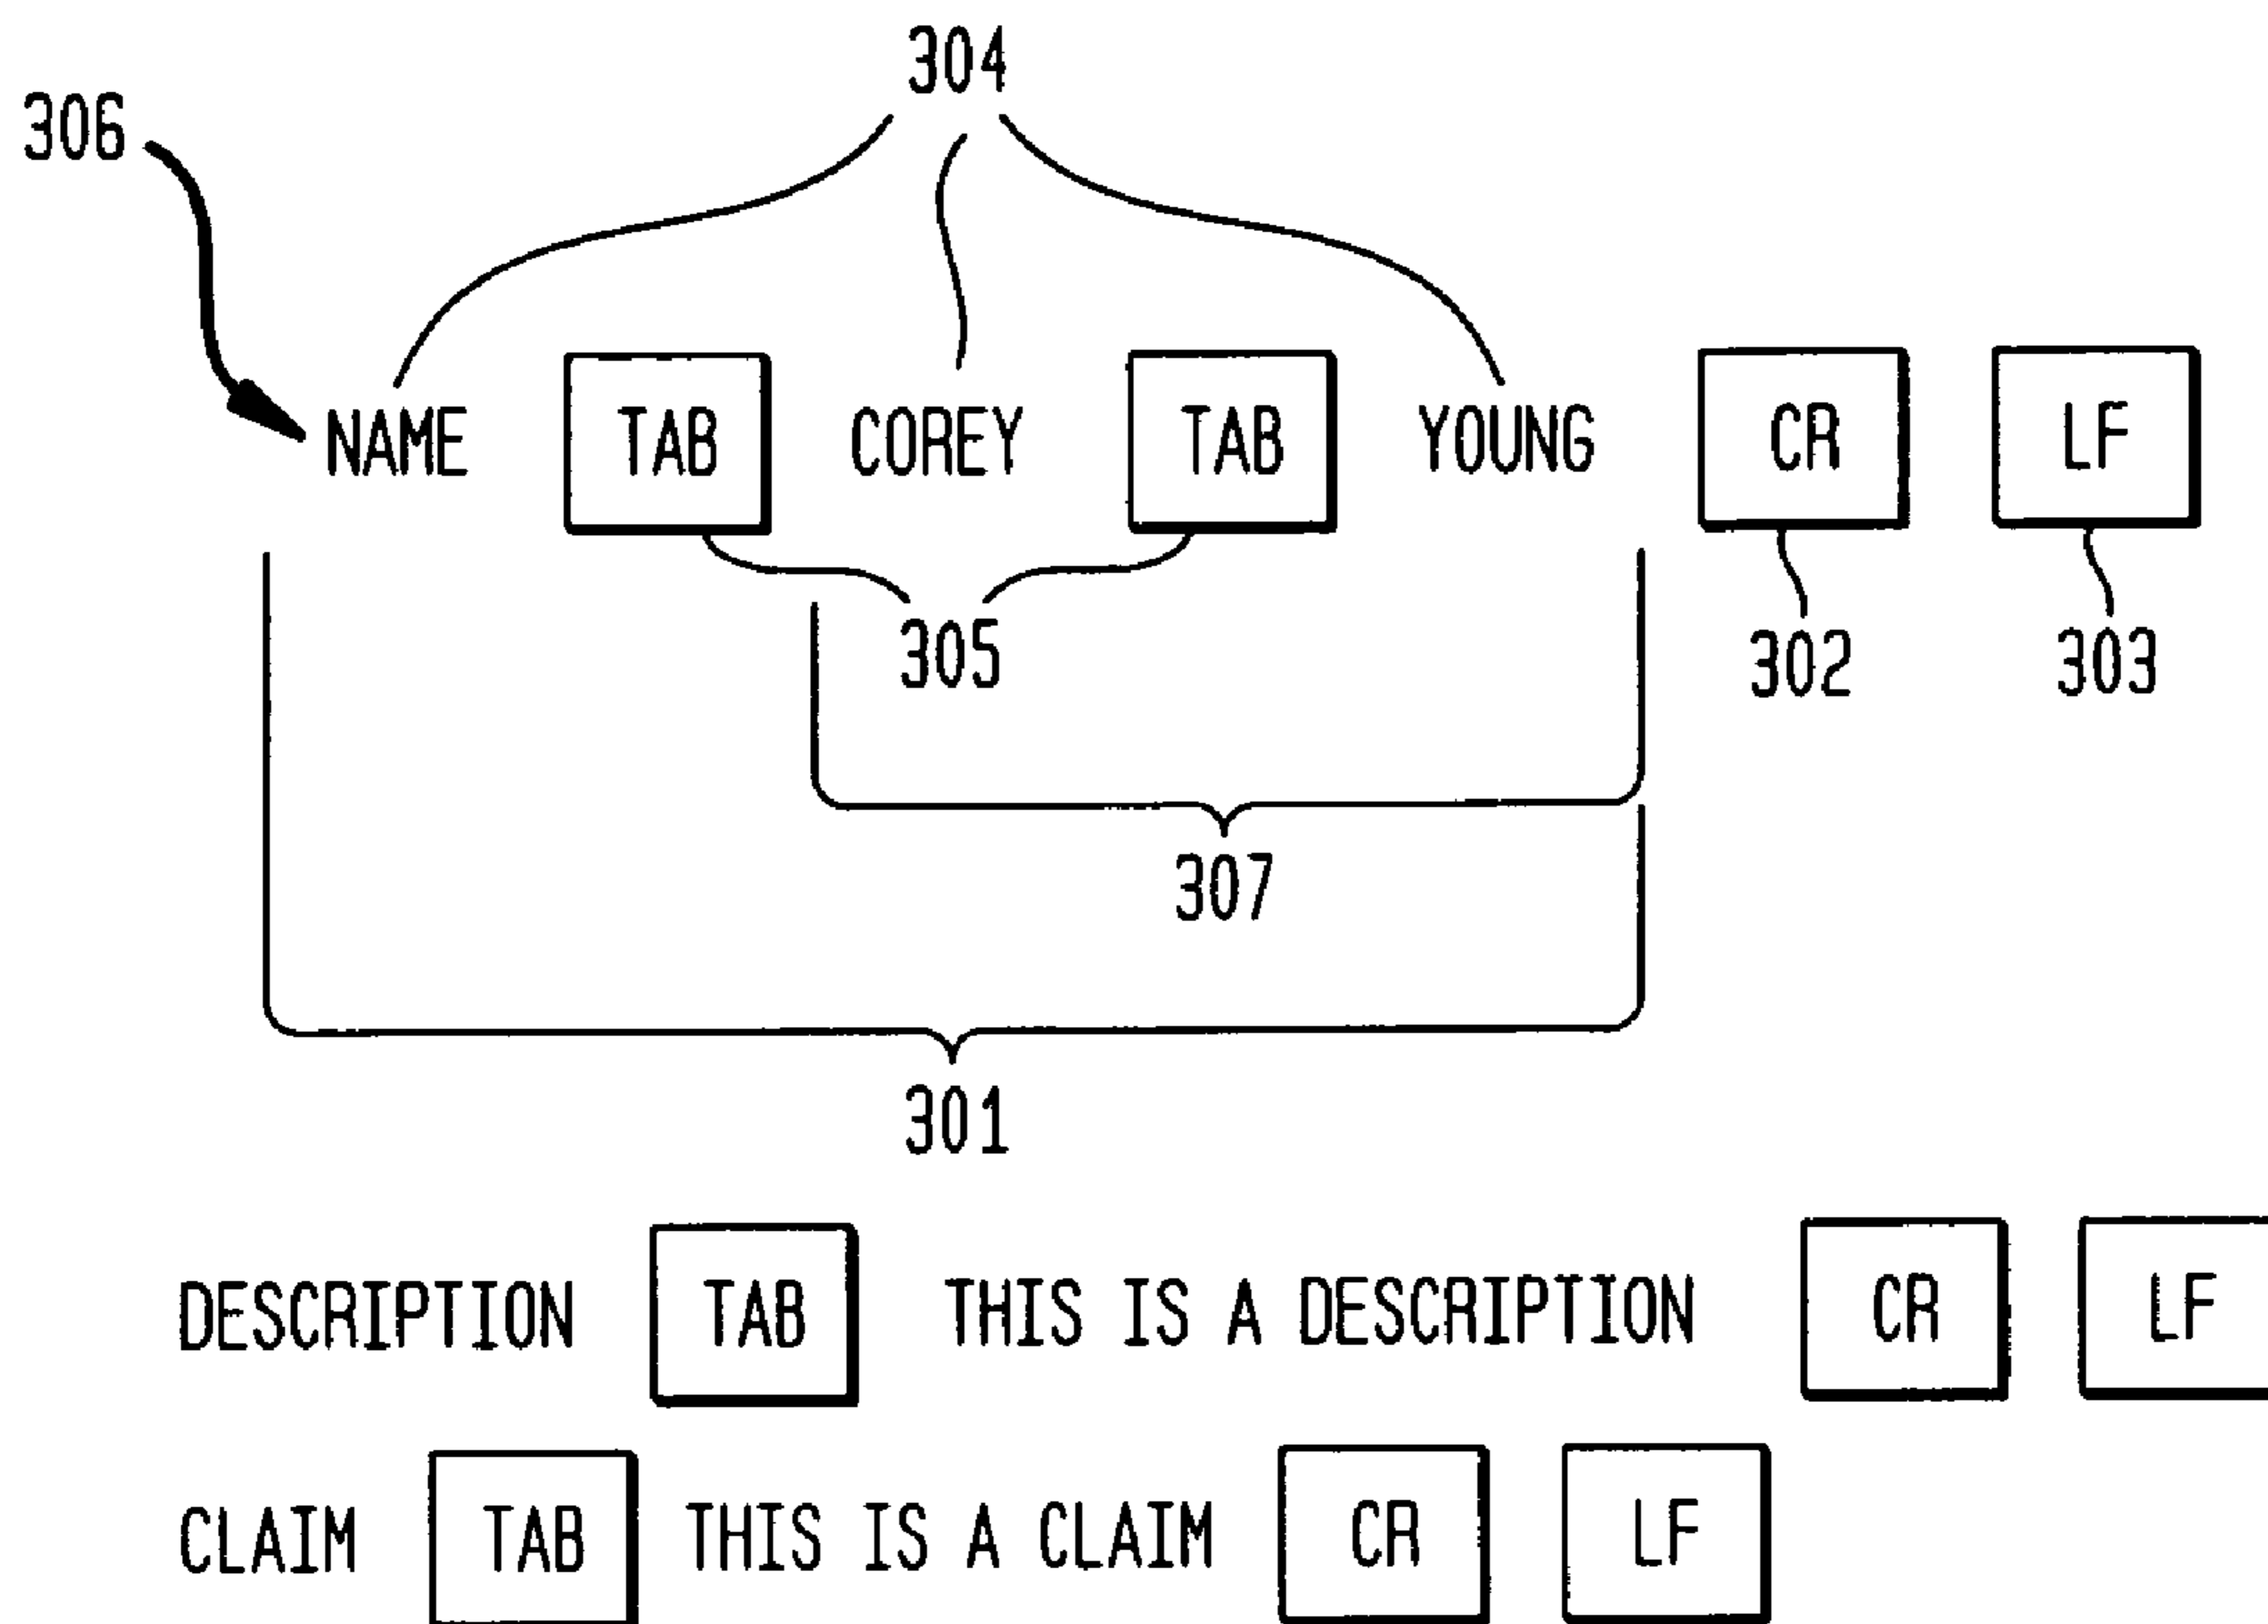 304
306
NAME TAB COREY TAB YOUNG CR LF
305 302 303
307
301
DESCRIPTION TAB THIS IS A DESCRIPTION CR LF
CLAIM TAB THIS IS A CLAIM CR LF